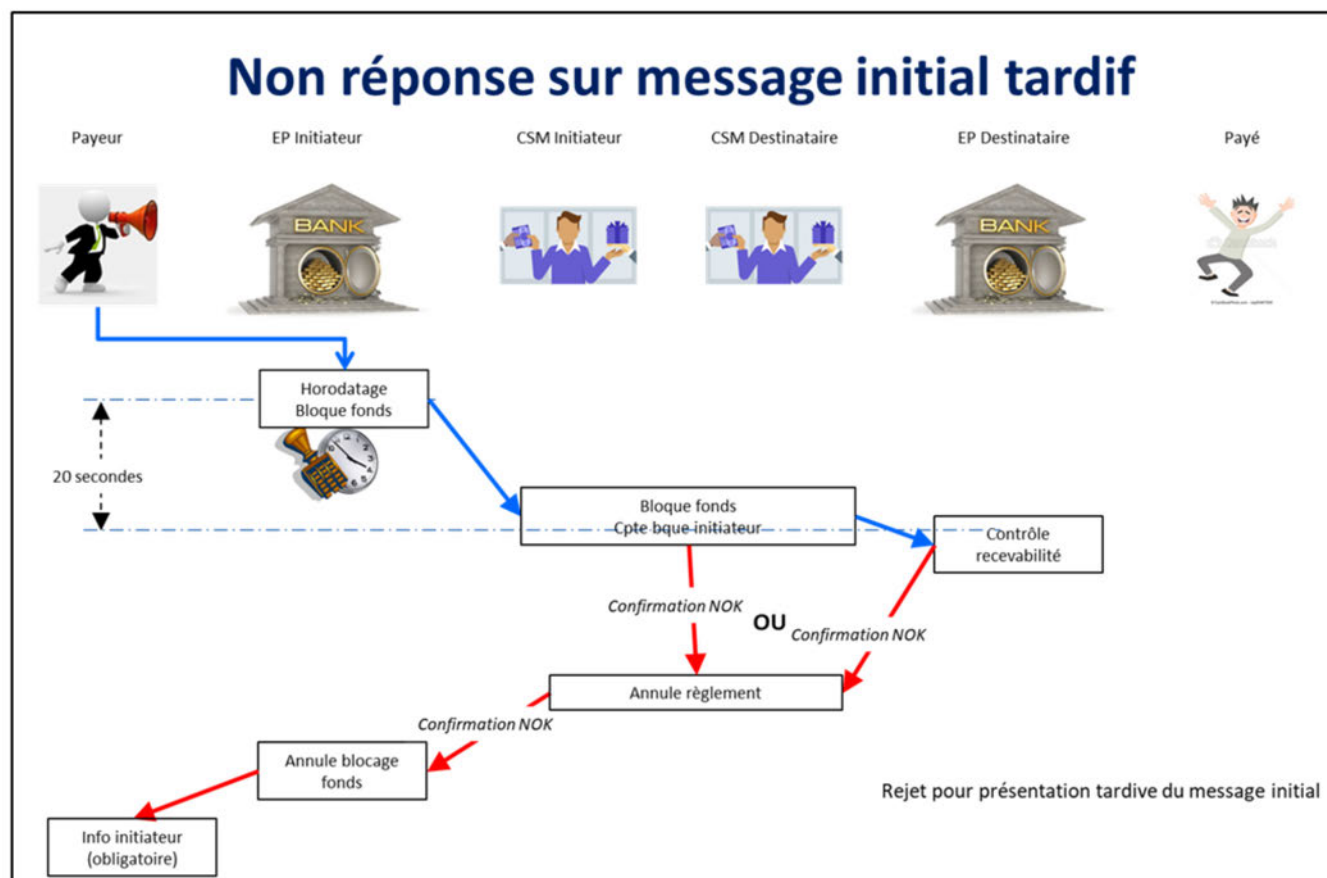 Non réponse sur message initial tardif
Payeur
EP Initiateur
CSM Initiateur
CSM Destinataire
EP Destinataire
Payé
BANK
BANK
Horodatage
Bloque fonds
20 secondes
Bloque fonds
Cpte bque initiateur
Contrôle
recevabilité
Confirmation NOK
OU
Confirmation NOK
Annule règlement
Confirmation NOK
Annule blocage
fonds
Rejet pour présentation tardive du message initial
Info initiateur
(obligatoire)